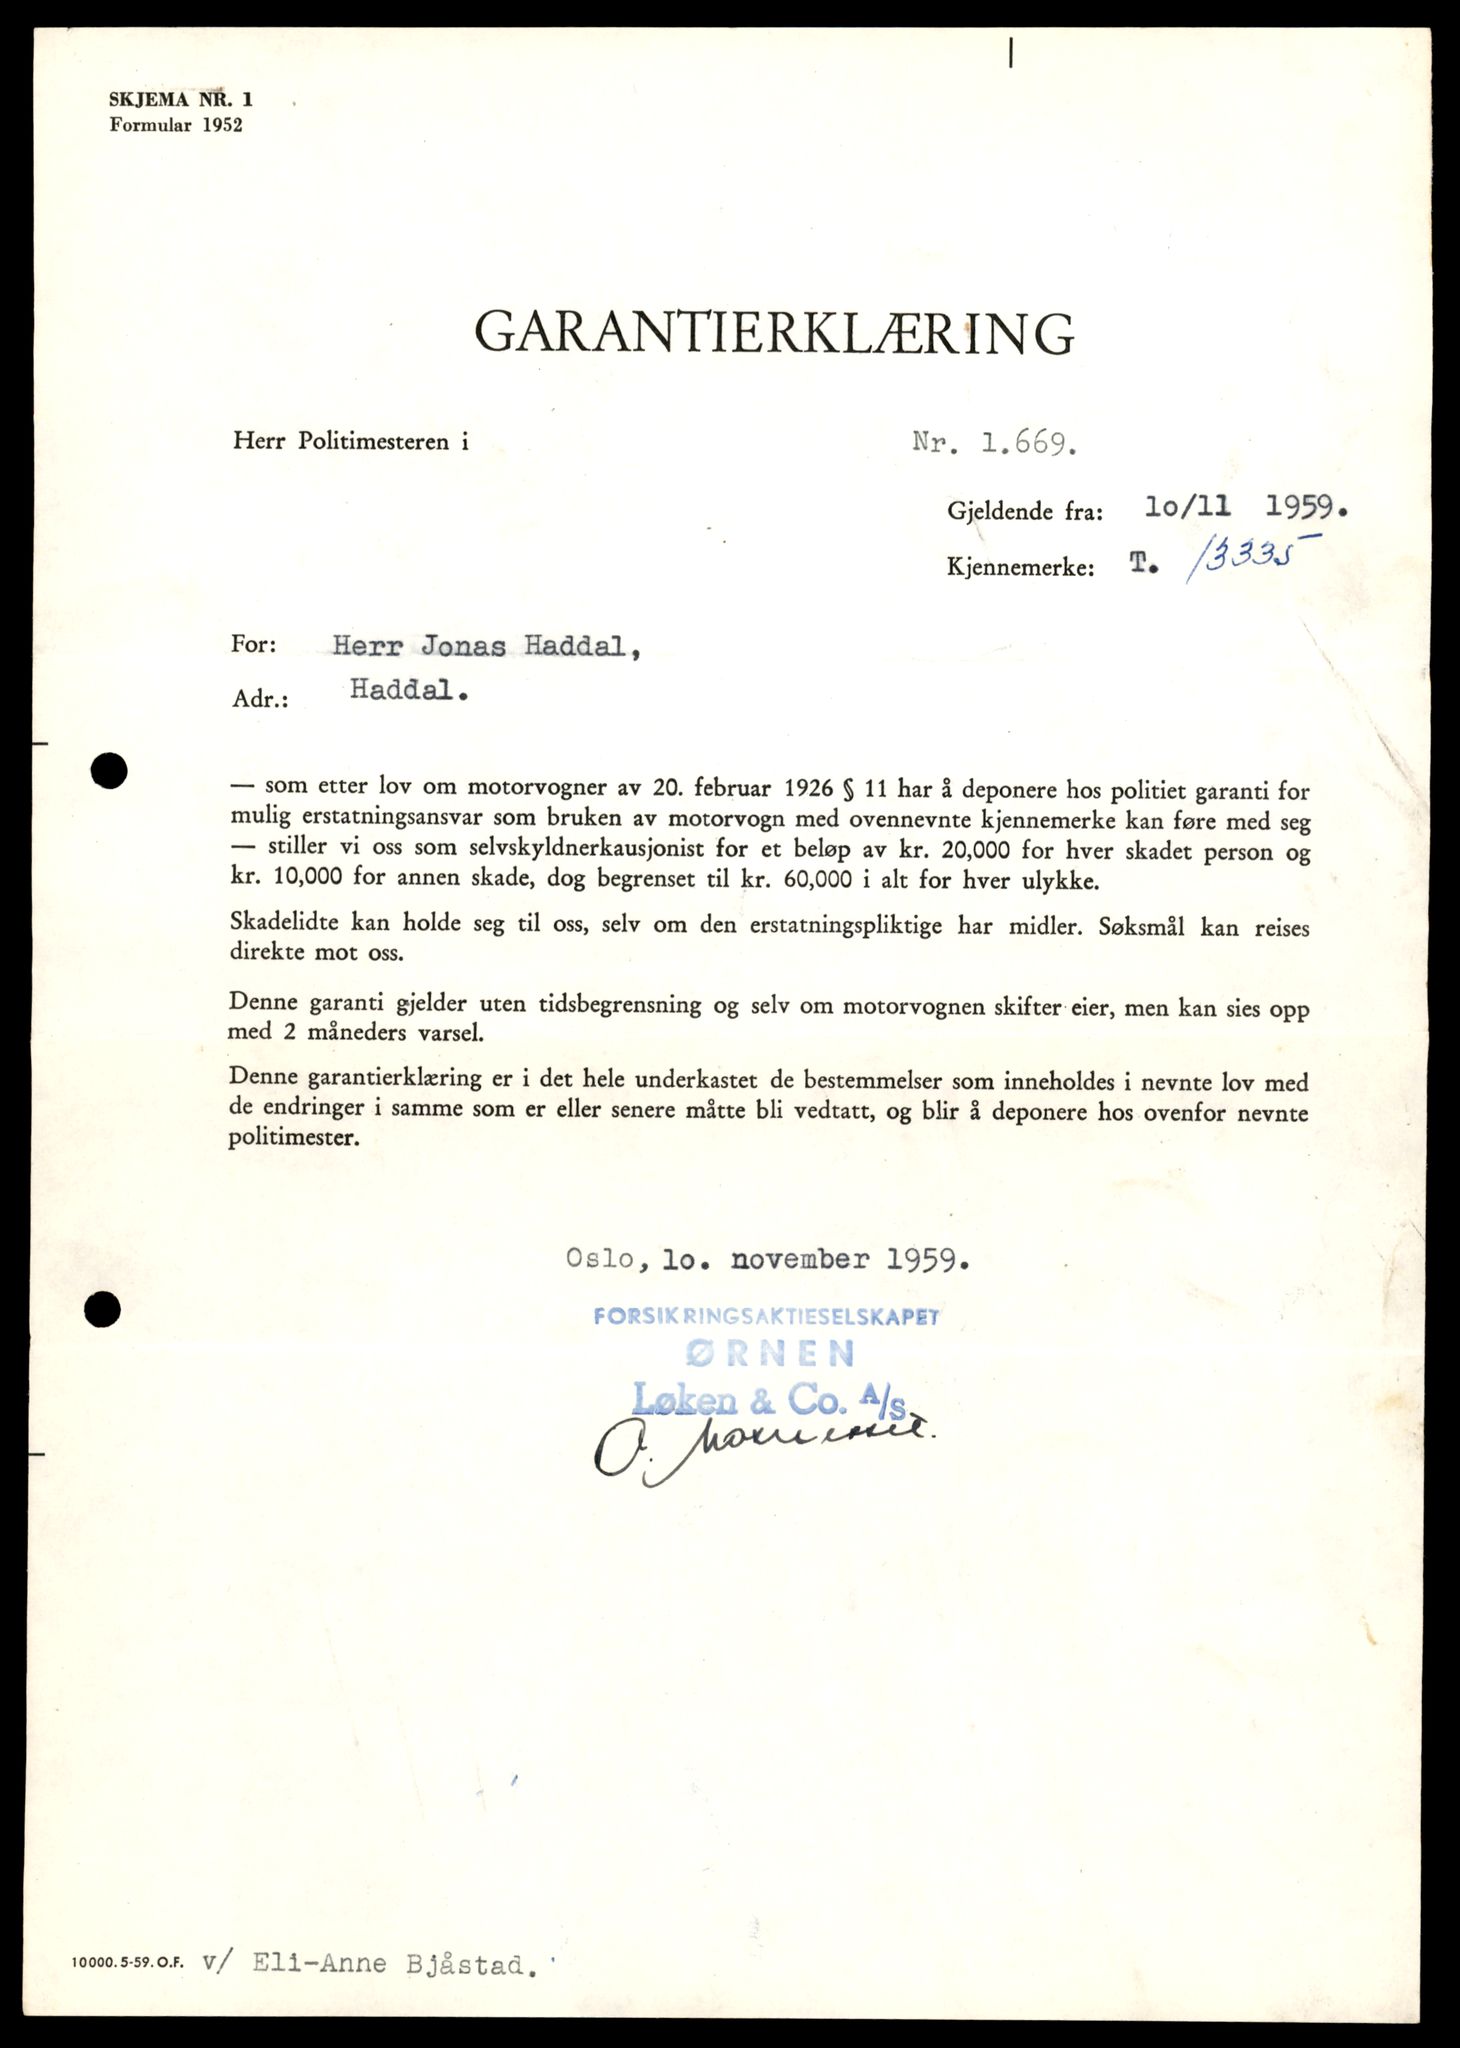 SKJEMA NR. 1
Formular 1952
GARANTIERKLÆRING
Herr Politimesteren i
Nr. 1.669.
Gjeldende fra: 10/11 1959.
Kjennemerke: T. 13335
For: Herr Jonas Haddal,
Adr.: Haddal.
— som etter lov om motorvogner av 20. februar 1926 § 11 har å deponere hos politiet garanti for
mulig erstatningsansvar som bruken av motorvogn med ovennevnte kjennemerke kan føre med seg
— stiller vi oss som selvskyldnerkausjonist for et beløp av kr. 20,000 for hver skadet person og
kr. 10,000 for annen skade, dog begrenset til kr. 60,000 i alt for hver ulykke.
Skadelidte kan holde seg til oss, selv om den erstatningspliktige har midler. Søksmål kan reises
direkte mot oss.
Denne garanti gjelder uten tidsbegrensning og selv om motorvognen skifter eier, men kan sies opp
med 2 måneders varsel.
Denne garantierklæring er i det hele underkastet de bestemmelser som inneholdes i nevnte lov med
de endringer i samme som er eller senere måtte bli vedtatt, og blir å deponere hos ovenfor nevnte
politimester.
Oslo, 10. november 1959.
FORSIKRINGSAKTIESELSKAPET
ØRNEN
Løken & Co. A/S.
O.
10000. 5-59. O.F. v/ Eli-Anne Bjåstad.